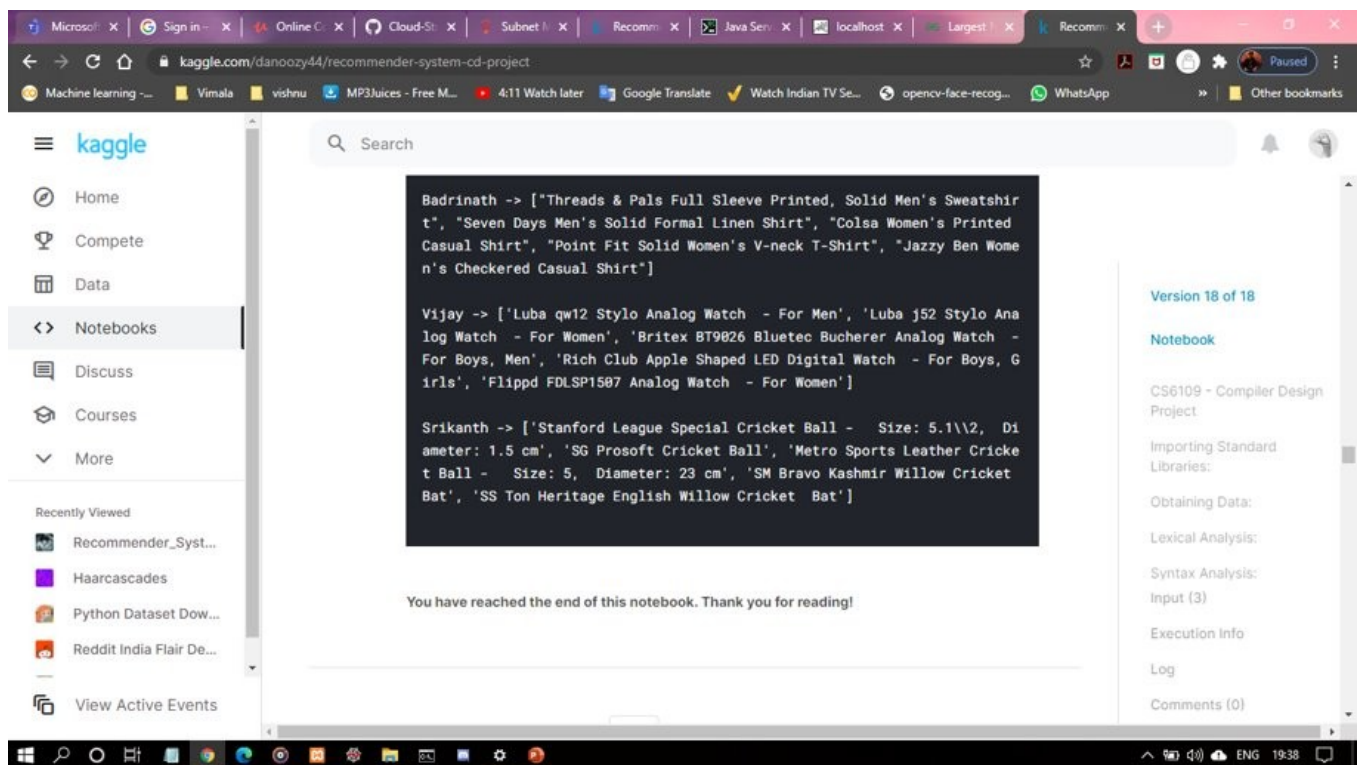 Microsof
Sign in -
Online G
Cloud-St
Subnet M
Recomm
Java Serv
localhost
Largest
Recomm
kaggle.com/danoozy44/recommender-system-cd-project
Paused
Machine learning -...
Vimala
vishnu
MP3Juices - Free M...
4:11 Watch later
Google Translate
Watch Indian TV Se...
opencv-face-recog...
WhatsApp
»
Other bookmarks
kaggle
Search
Home
Compete
Data
Notebooks
Discuss
Courses
More
Recently Viewed
Recommender_Syst...
Haarcascades
Python Dataset Dow...
Reddit India Flair De...
View Active Events
Badrinath -> ["Threads & Pals Full Sleeve Printed, Solid Men's Sweatshir
t", "Seven Days Men's Solid Formal Linen Shirt", "Colsa Women's Printed
Casual Shirt", "Point Fit Solid Women's V-neck T-Shirt", "Jazzy Ben Wome
n's Checkered Casual Shirt"]
Vijay -> ['Luba qw12 Stylo Analog Watch  - For Men', 'Luba j52 Stylo Ana
log Watch  - For Women', 'Britex BT9026 Bluetec Bucherer Analog Watch  -
For Boys, Men', 'Rich Club Apple Shaped LED Digital Watch  - For Boys, G
irls', 'Flippd FDLSP1507 Analog Watch  - For Women']
Srikanth -> ['Stanford League Special Cricket Ball -   Size: 5.1\\2,  Di
ameter: 1.5 cm', 'SG Prosoft Cricket Ball', 'Metro Sports Leather Cricke
t Ball -   Size: 5,  Diameter: 23 cm', 'SM Bravo Kashmir Willow Cricket
Bat', 'SS Ton Heritage English Willow Cricket  Bat']
You have reached the end of this notebook. Thank you for reading!
Version 18 of 18
Notebook
CS6109 - Compiler Design
Project
Importing Standard
Libraries:
Obtaining Data:
Lexical Analysis:
Syntax Analysis:
Input (3)
Execution Info
Log
Comments (0)
ENG
19:38